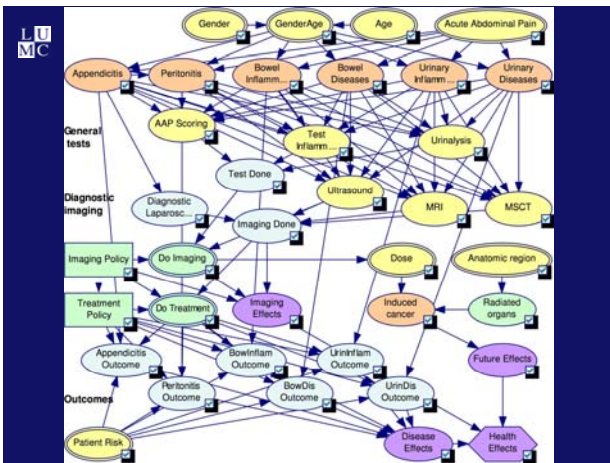 L U
M C
Gender
GenderAge
Age
Acute Abdominal Pain
Appendicitis
Peritonitis
Bowel
Inflamm...
Bowel
Diseases
Urinary
Inflamm ...
Urinary
Diseases
AAP Scoring
General
tests
Test
Inflamm ...
Urinalysis
Test Done
Ultrasound
Diagnostic
imaging
Diagnostic
Laparosc...
MRI
MSCT
Imaging Done
Imaging Policy
Do Imaging
Dose
Anatomic region
Treatment
Policy
Do Treatment
Imaging
Effects
Induced
cancer
Radiated
organs
Appendicitis
Outcome
BowInflam
Outcome
UrinInflam
Outcome
Future Effects
Peritonitis
Outcome
BowDis
Outcome
UrinDis
Outcome
Outcomes
Patient Risk
Disease
Effects
Health
Effects